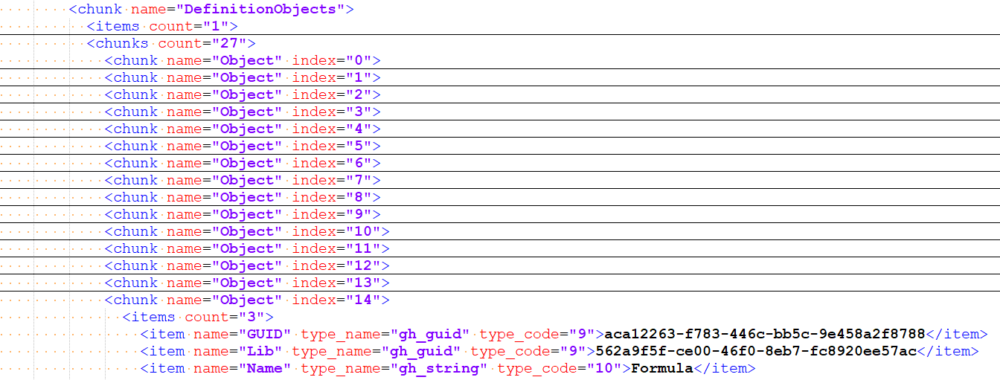 <chunk name="DefinitionObjects">
<items count="1">
<chunks count="27">
<chunk name="Object" index="0">
<chunk name="Object" index="1">
<chunk name="Object" index="2">
<chunk name="Object" index="3">
<chunk name="Object" index="4">
<chunk name="Object" index="5">
<chunk name="Object" index="6">
<chunk name="Object" index="7">
<chunk name="Object" index="8">
<chunk name="Object" index="9">
<chunk name="Object" index="10">
<chunk name="Object" index="11">
<chunk name="Object" index="12">
<chunk name="Object" index="13">
<chunk name="Object" index="14">
<items count="3">
<item name="GUID" type_name="gh_guid" type_code="9">aca12263-f783-446c-bb5c-9e458a2f8788</item>
<item name="Lib" type_name="gh_guid" type_code="9">562a9f5f-ce00-46f0-8eb7-fc8920ee57ac</item>
<item name="Name" type_name="gh_string" type_code="10">Formula</item>